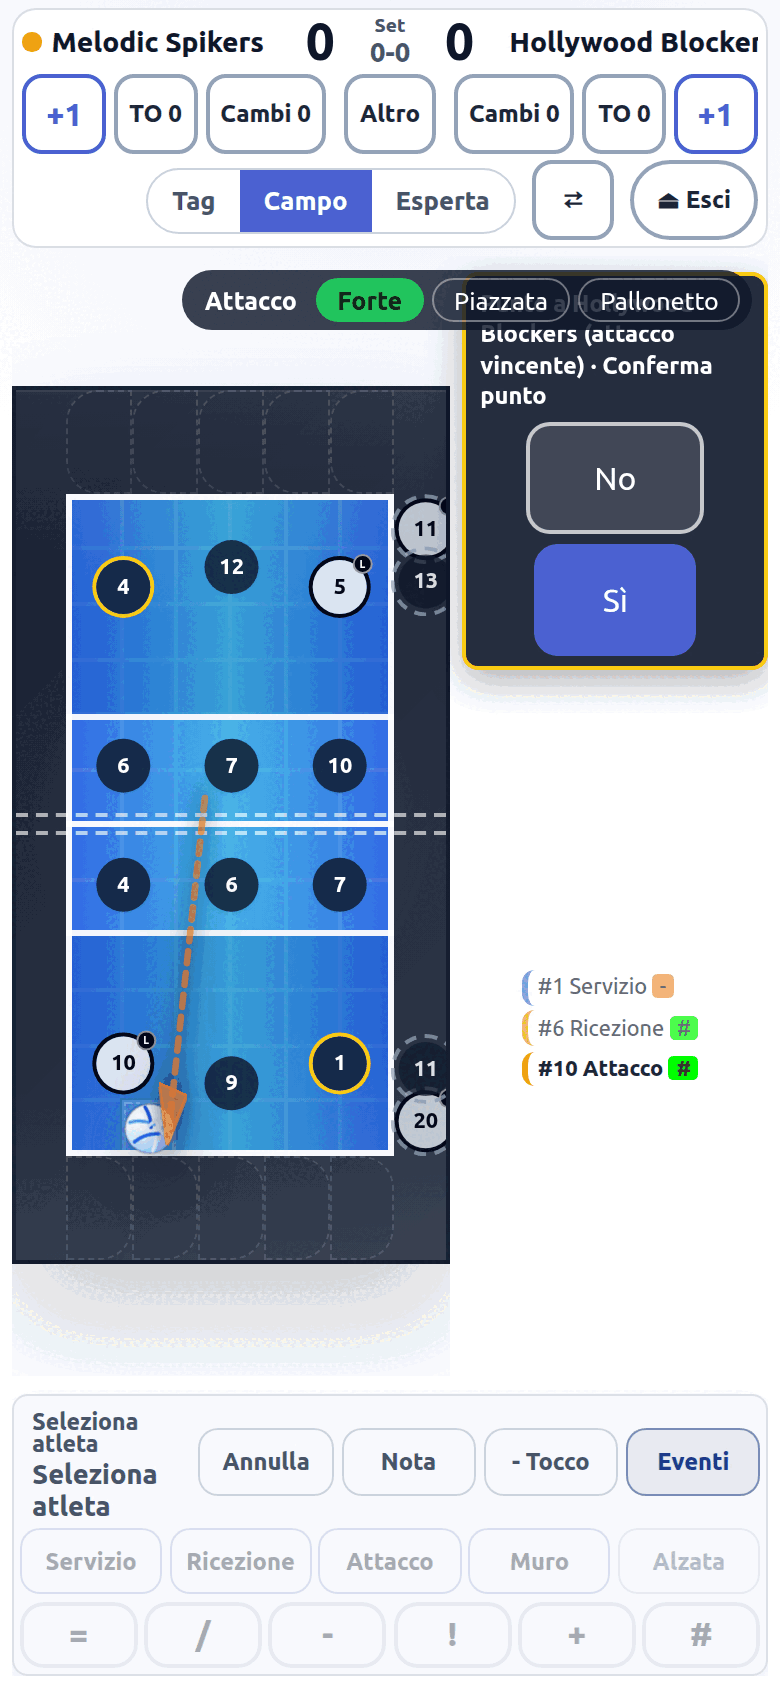 Melodic Spikers 0 Set 0-0 0 Hollywood Blocker
+1 TO 0 Cambi 0 Altro Cambi 0 TO 0 +1
Tag Campo Esperta ⇄ ⏏ Esci
Attacco Forte Piazzata Pallonetto
Blockers (attacco
vincente) · Conferma
punto
No
Sì
11
4 12 5 L
13
6 7 10
4 6 7
10 L 9 1
11
20
#1 Servizio -
#6 Ricezione #
#10 Attacco #
Seleziona
atleta
Seleziona
atleta
Annulla Nota - Tocco Eventi
Servizio Ricezione Attacco Muro Alzata
= / - ! + #